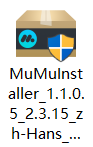 MuMuInst
aller_1.1.0.
5_2.3.15_z
h-Hans_...